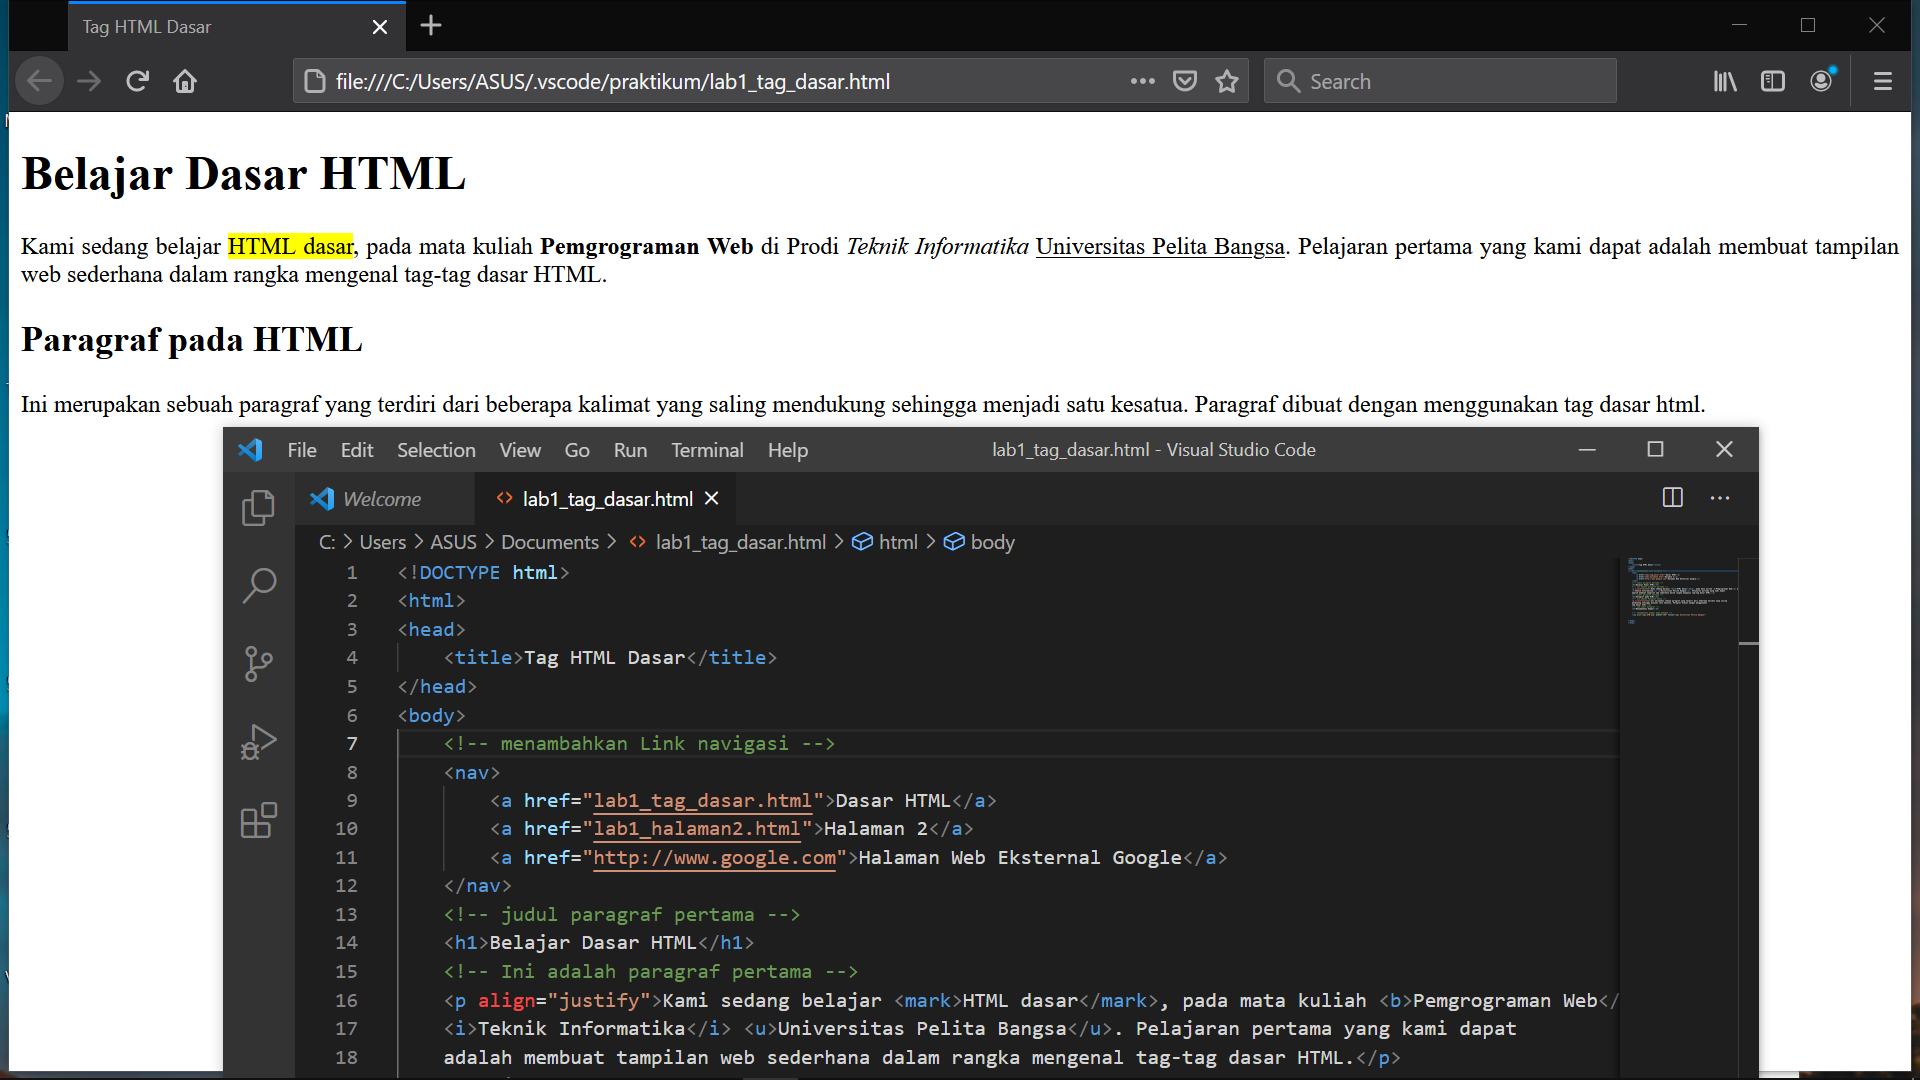 Tag HTML Dasar
file:///C:/Users/ASUS/.vscode/praktikum/lab1_tag_dasar.html
Search
Belajar Dasar HTML
Kami sedang belajar HTML dasar, pada mata kuliah Pemgrograman Web di Prodi Teknik Informatika Universitas Pelita Bangsa. Pelajaran pertama yang kami dapat adalah membuat tampilan
web sederhana dalam rangka mengenal tag-tag dasar HTML.
Paragraf pada HTML
Ini merupakan sebuah paragraf yang terdiri dari beberapa kalimat yang saling mendukung sehingga menjadi satu kesatua. Paragraf dibuat dengan menggunakan tag dasar html.
File Edit Selection View Go Run Terminal Help lab1_tag_dasar.html - Visual Studio Code
Welcome lab1_tag_dasar.html
C: > Users > ASUS > Documents > lab1_tag_dasar.html > html > body
1 <!DOCTYPE html>
2 <html>
3 <head>
4 <title>Tag HTML Dasar</title>
5 </head>
6 <body>
7 <!-- menambahkan Link navigasi -->
8 <nav>
9 <a href="lab1_tag_dasar.html">Dasar HTML</a>
10 <a href="lab1_halaman2.html">Halaman 2</a>
11 <a href="http://www.google.com">Halaman Web Eksternal Google</a>
12 </nav>
13 <!-- judul paragraf pertama -->
14 <h1>Belajar Dasar HTML</h1>
15 <!-- Ini adalah paragraf pertama -->
16 <p align="justify">Kami sedang belajar <mark>HTML dasar</mark>, pada mata kuliah <b>Pemgrograman Web</
17 <i>Teknik Informatika</i> <u>Universitas Pelita Bangsa</u>. Pelajaran pertama yang kami dapat
18 adalah membuat tampilan web sederhana dalam rangka mengenal tag-tag dasar HTML.</p>